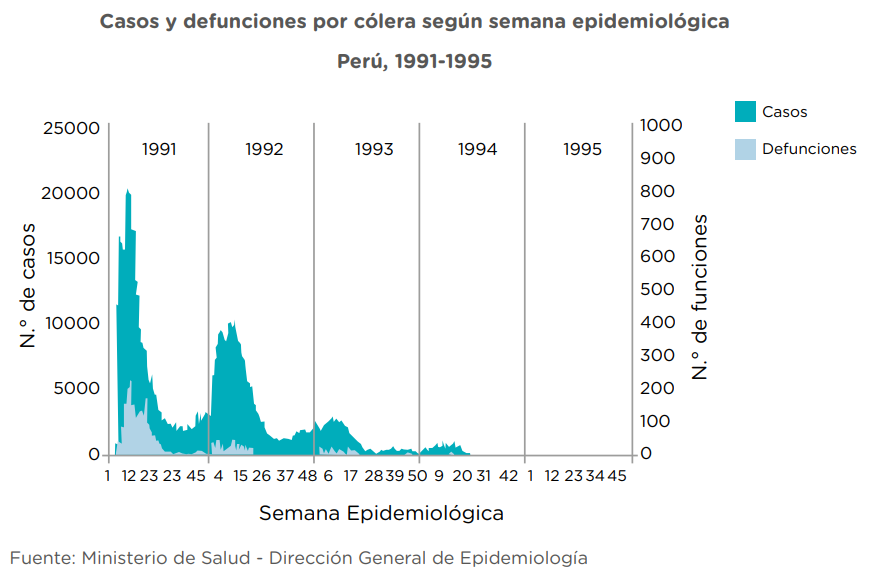 Casos y defunciones por cólera según semana epidemiológica
Perú, 1991-1995
Casos
Defunciones
25000
20000
15000
10000
5000
0
N.° de casos
1991
1992
1993
1994
1995
1000
900
800
700
600
500
400
300
200
100
0
N.° de funciones
1 12 23 23 45 4 15 26 37 48 6 17 28 39 50 9 20 31 42 1 12 23 34 45
Semana Epidemiológica
Fuente: Ministerio de Salud - Dirección General de Epidemiología